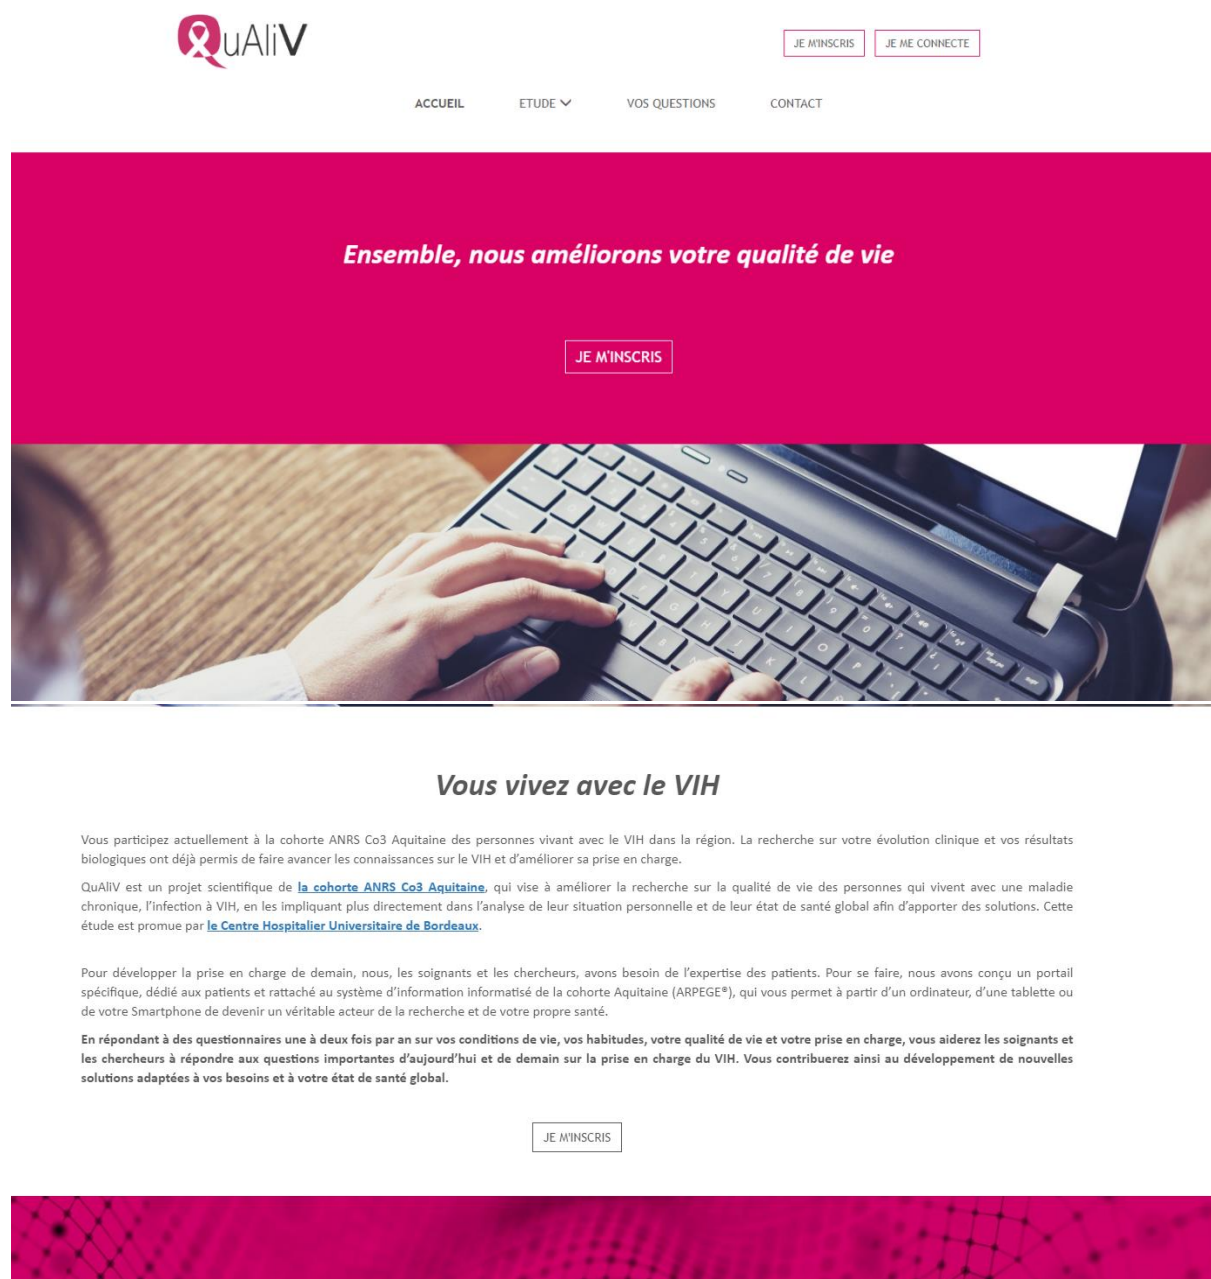 QuAliV
JE M'INSCRIS
JE ME CONNECTE
ACCUEIL
ETUDE
VOS QUESTIONS
CONTACT
Ensemble, nous améliorons votre qualité de vie
JE M'INSCRIS
Vous vivez avec le VIH
Vous participez actuellement à la cohorte ANRS Co3 Aquitaine des personnes vivant avec le VIH dans la région. La recherche sur votre évolution clinique et vos résultats
biologiques ont déjà permis de faire avancer les connaissances sur le VIH et d'améliorer sa prise en charge.
QuAliV est un projet scientifique de la cohorte ANRS Co3 Aquitaine, qui vise à améliorer la recherche sur la qualité de vie des personnes qui vivent avec une maladie
chronique, l'infection à VIH, en les impliquant plus directement dans l'analyse de leur situation personnelle et de leur état de santé global afin d'apporter des solutions. Cette
étude est promue par le Centre Hospitalier Universitaire de Bordeaux.
Pour développer la prise en charge de demain, nous, les soignants et les chercheurs, avons besoin de l'expertise des patients. Pour se faire, nous avons conçu un portail
spécifique, dédié aux patients et rattaché au système d'information informatisé de la cohorte Aquitaine (ARPEGE®), qui vous permet à partir d'un ordinateur, d'une tablette ou
de votre Smartphone de devenir un véritable acteur de la recherche et de votre propre santé.
En répondant à des questionnaires une à deux fois par an sur vos conditions de vie, vos habitudes, votre qualité de vie et votre prise en charge, vous aiderez les soignants et
les chercheurs à répondre aux questions importantes d'aujourd'hui et de demain sur la prise en charge du VIH. Vous contribuerez ainsi au développement de nouvelles
solutions adaptées à vos besoins et à votre état de santé global.
JE M'INSCRIS